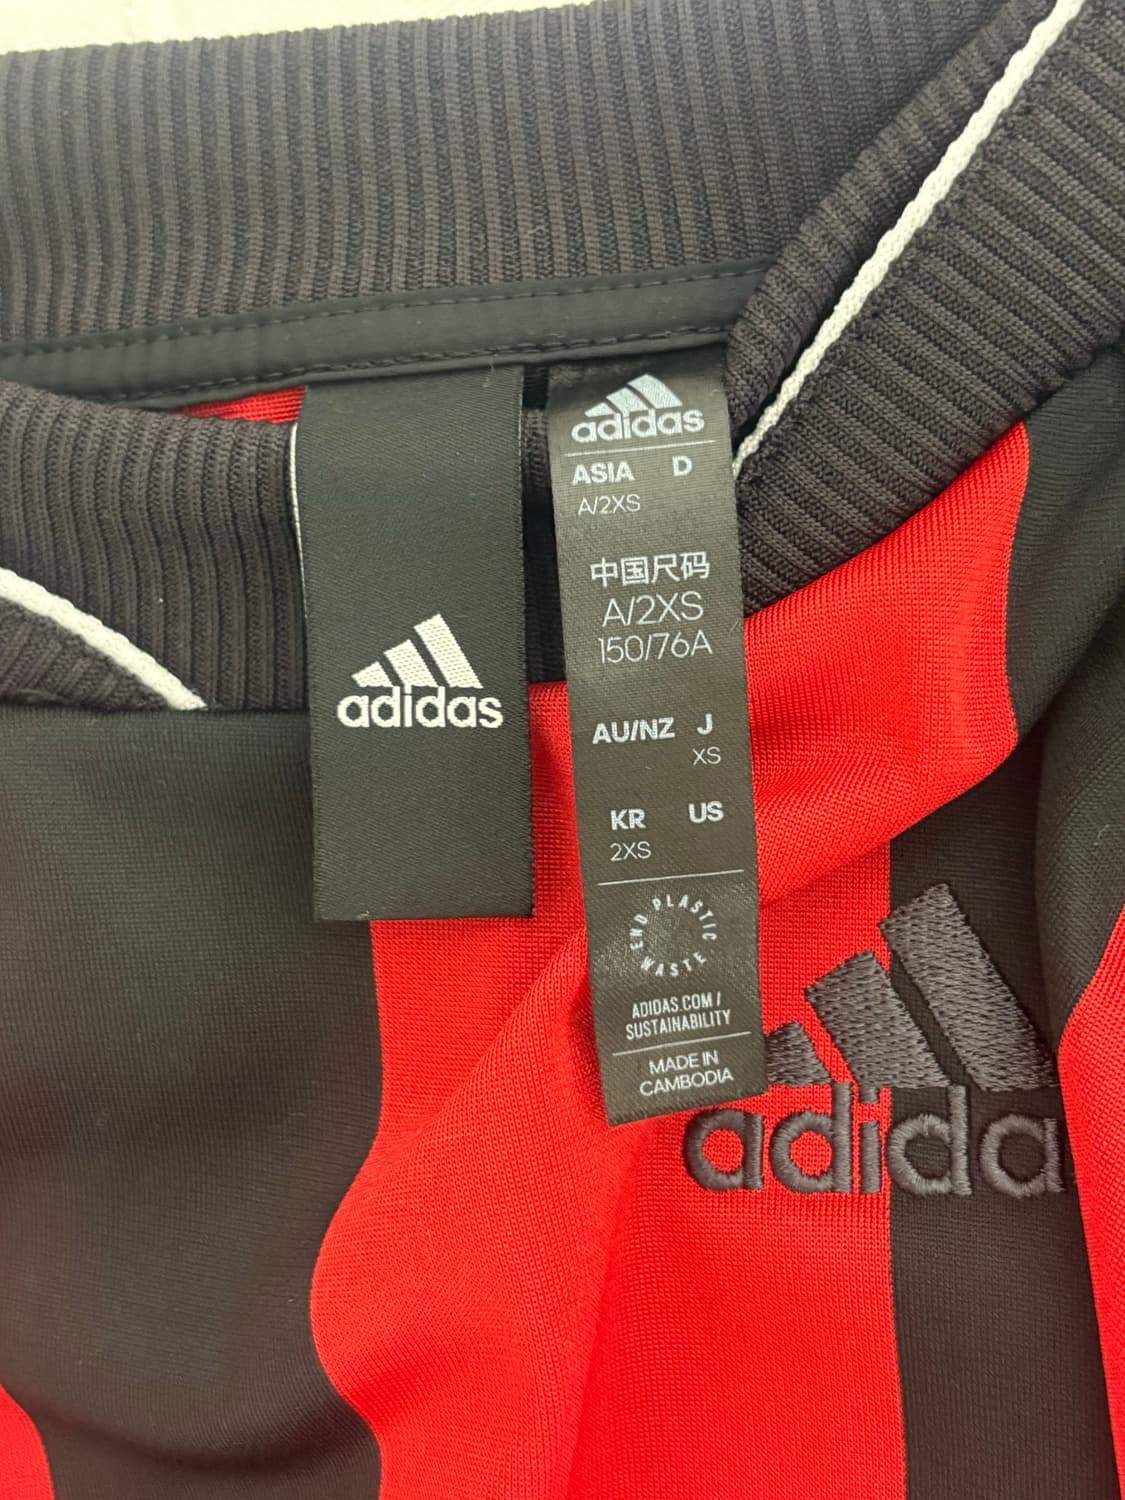 adidas
adidas
ASIA D
A/2XS
中国尺码
A/2XS
150/76A
AU/NZ J
XS
KR US
2XS
END PLASTIC WASTE
ADIDAS.COM/
SUSTAINABILITY
MADE IN
CAMBODIA
adida